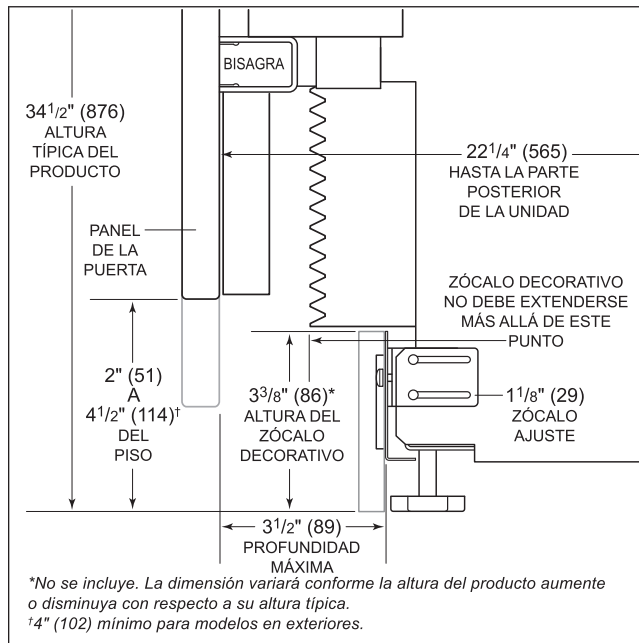 BISAGRA
34 1/2" (876)
ALTURA
TÍPICA DEL
PRODUCTO
22 1/4" (565)
HASTA LA PARTE
POSTERIOR
DE LA UNIDAD
PANEL
DE LA
PUERTA
ZÓCALO DECORATIVO
NO DEBE EXTENDERSE
MÁS ALLÁ DE ESTE
PUNTO
2" (51)
A
4 1/2" (114)†
DEL
PISO
3 3/8" (86)*
ALTURA DEL
ZÓCALO
DECORATIVO
1 1/8" (29)
ZÓCALO
AJUSTE
3 1/2" (89)
PROFUNDIDAD
MÁXIMA
*No se incluye. La dimensión variará conforme la altura del producto aumente
o disminuya con respecto a su altura típica.
†4" (102) mínimo para modelos en exteriores.